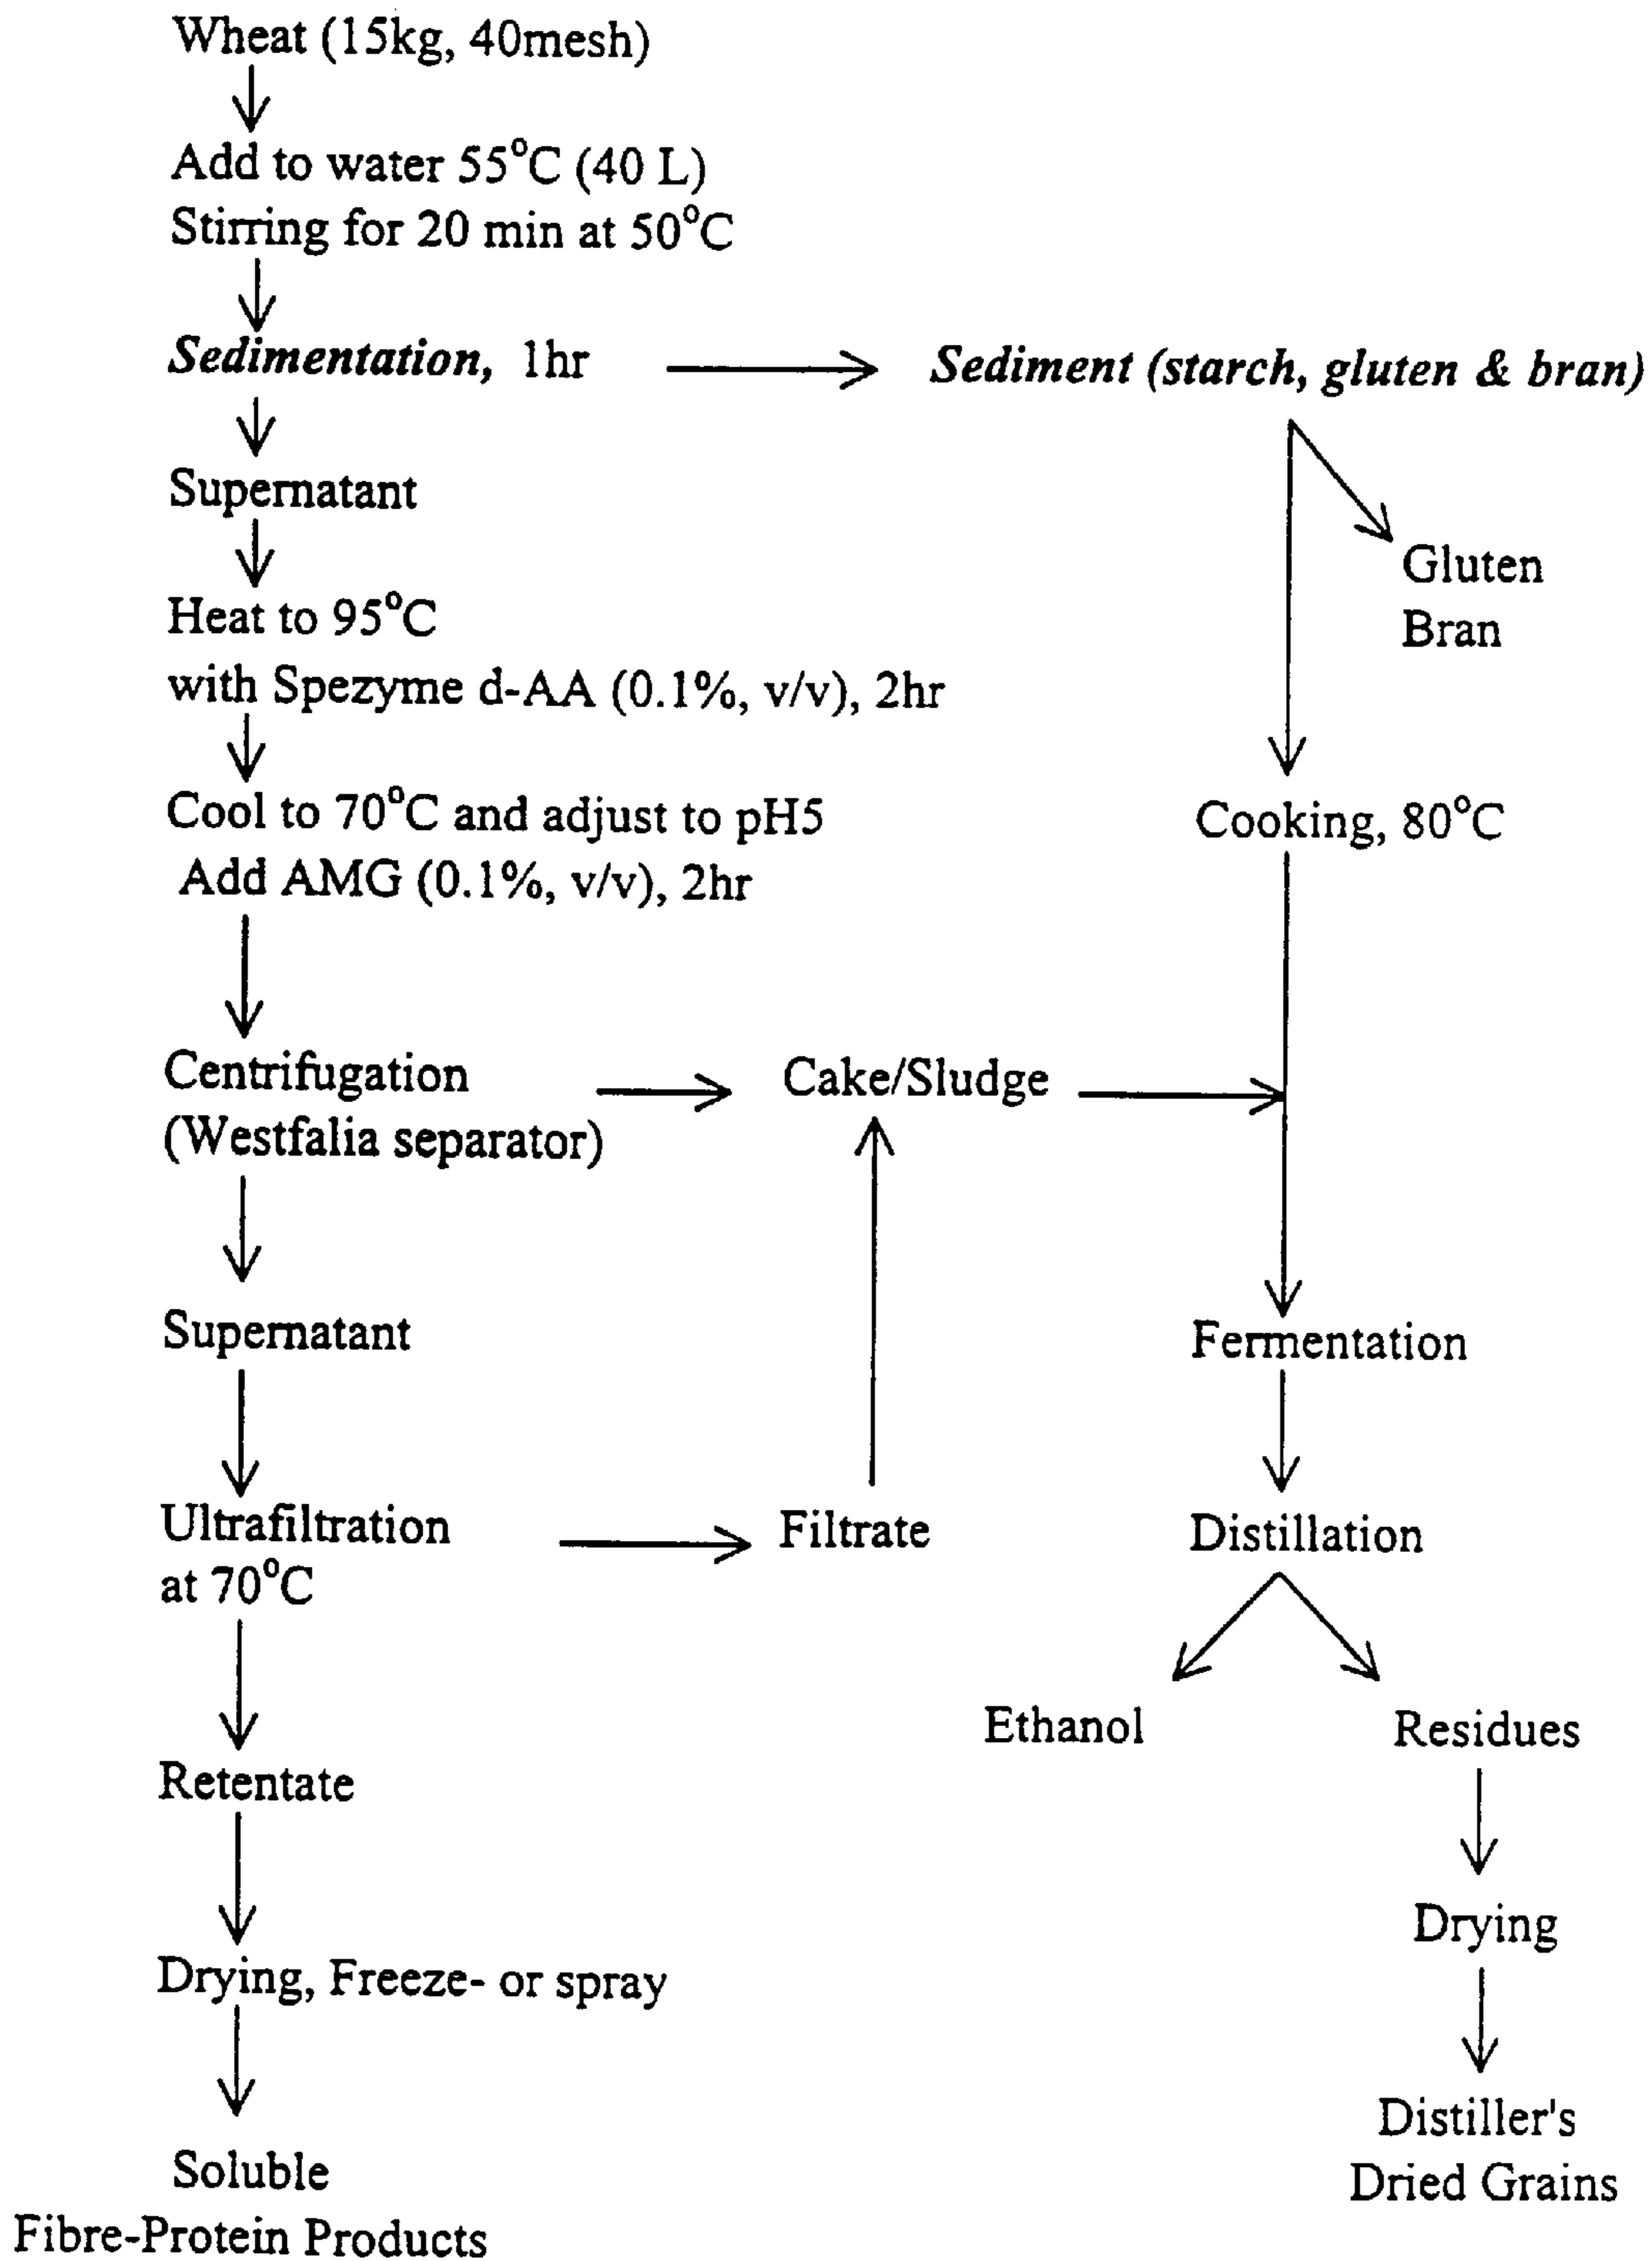 Wheat (15kg, 40mesh)
Add to water 55°C (40 L)
Stirring for 20 min at 50°C
Sedimentation, 1hr
Sediment (starch, gluten & bran)
Supernatant
Gluten
Bran
Heat to 95°C
with Spezyme d-AA (0.1%, v/v), 2hr
Cool to 70°C and adjust to pH5
Add AMG (0.1%, v/v), 2hr
Cooking, 80°C
Centrifugation
(Westfalia separator)
Cake/Sludge
Supernatant
Fermentation
Ultrafiltration
at 70°C
Filtrate
Distillation
Ethanol
Residues
Retentate
Drying
Drying, Freeze- or spray
Distiller's
Dried Grains
Soluble
Fibre-Protein Products